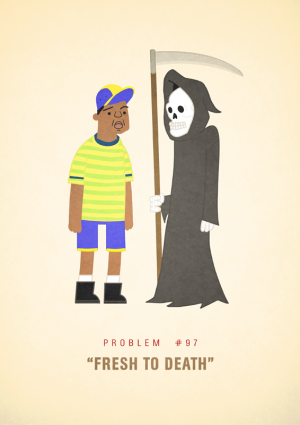 PROBLEM #97
“FRESH TO DEATH”